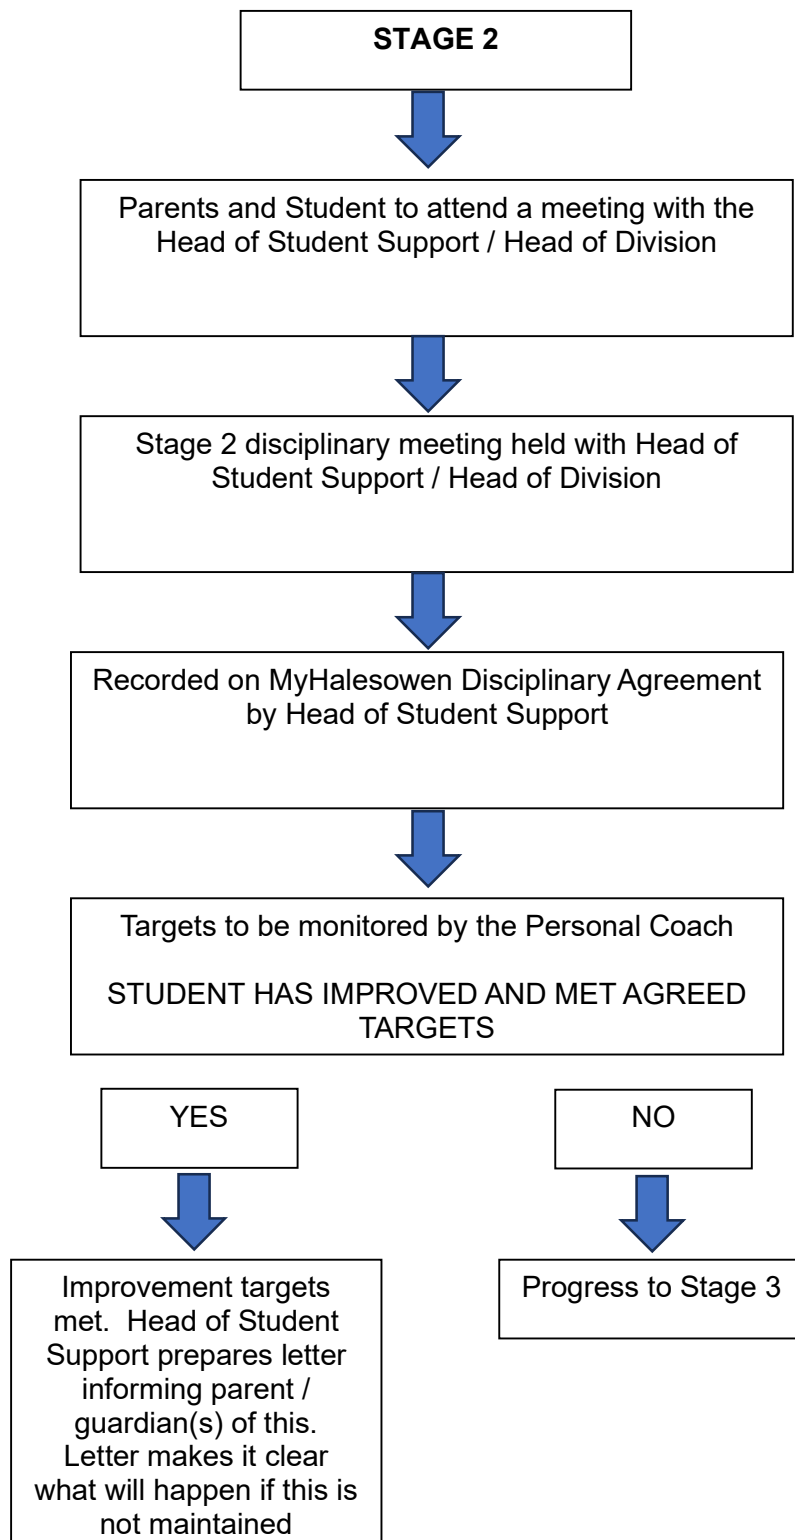 STAGE 2
Parents and Student to attend a meeting with the
Head of Student Support / Head of Division
Stage 2 disciplinary meeting held with Head of
Student Support / Head of Division
Recorded on MyHalesowen Disciplinary Agreement
by Head of Student Support
Targets to be monitored by the Personal Coach
STUDENT HAS IMPROVED AND MET AGREED
TARGETS
YES
NO
Improvement targets
met.  Head of Student
Support prepares letter
informing parent /
guardian(s) of this.
Letter makes it clear
what will happen if this is
not maintained
Progress to Stage 3